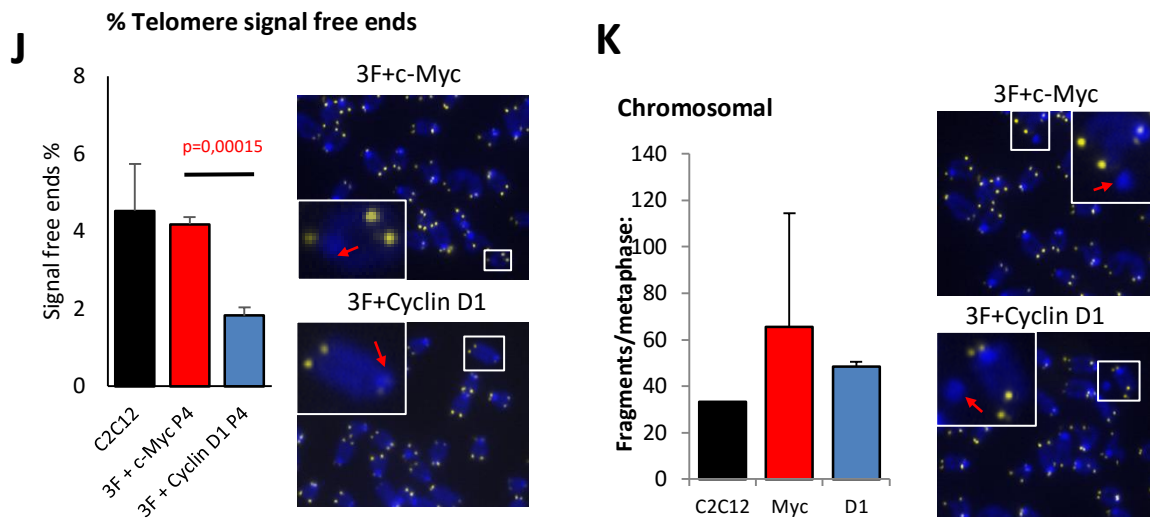 J
% Telomere signal free ends
Signal free ends %
8
6
4
2
0
p=0,00015
C2C12
3F + c-Myc P4
3F + Cyclin D1 P4
3F+c-Myc
3F+Cyclin D1
K
Chromosomal
Fragments/metaphase:
140
120
100
80
60
40
20
0
C2C12 Myc D1
3F+c-Myc
3F+Cyclin D1